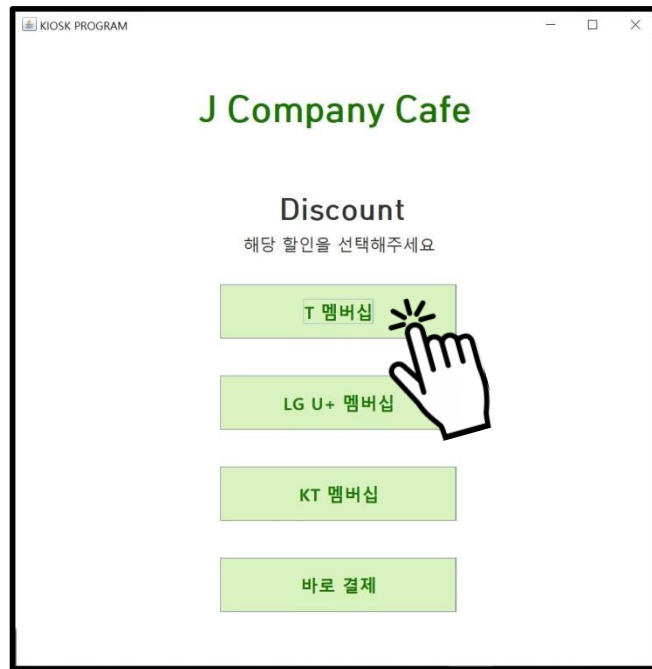 KIOSK PROGRAM
J Company Cafe
Discount
해당 할인을 선택해주세요
T 멤버십
LG U+ 멤버십
KT 멤버십
바로 결제